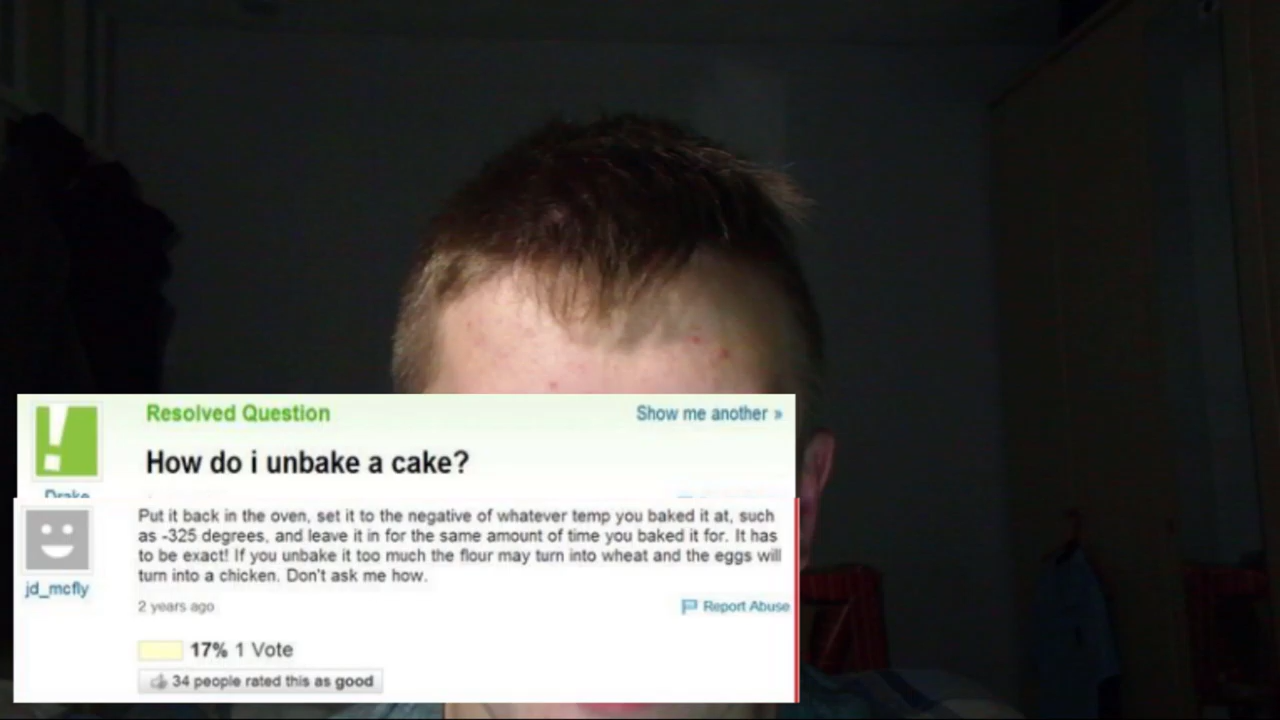 Resolved Question
Show me another »
How do i unbake a cake?
Drake
Put it back in the oven, set it to the negative of whatever temp you baked it at, such
as -325 degrees, and leave it in for the same amount of time you baked it for. It has
to be exact! If you unbake it too much the flour may turn into wheat and the eggs will
turn into a chicken. Don't ask me how.
jd_mcfly
2 years ago
Report Abuse
17% 1 Vote
34 people rated this as good